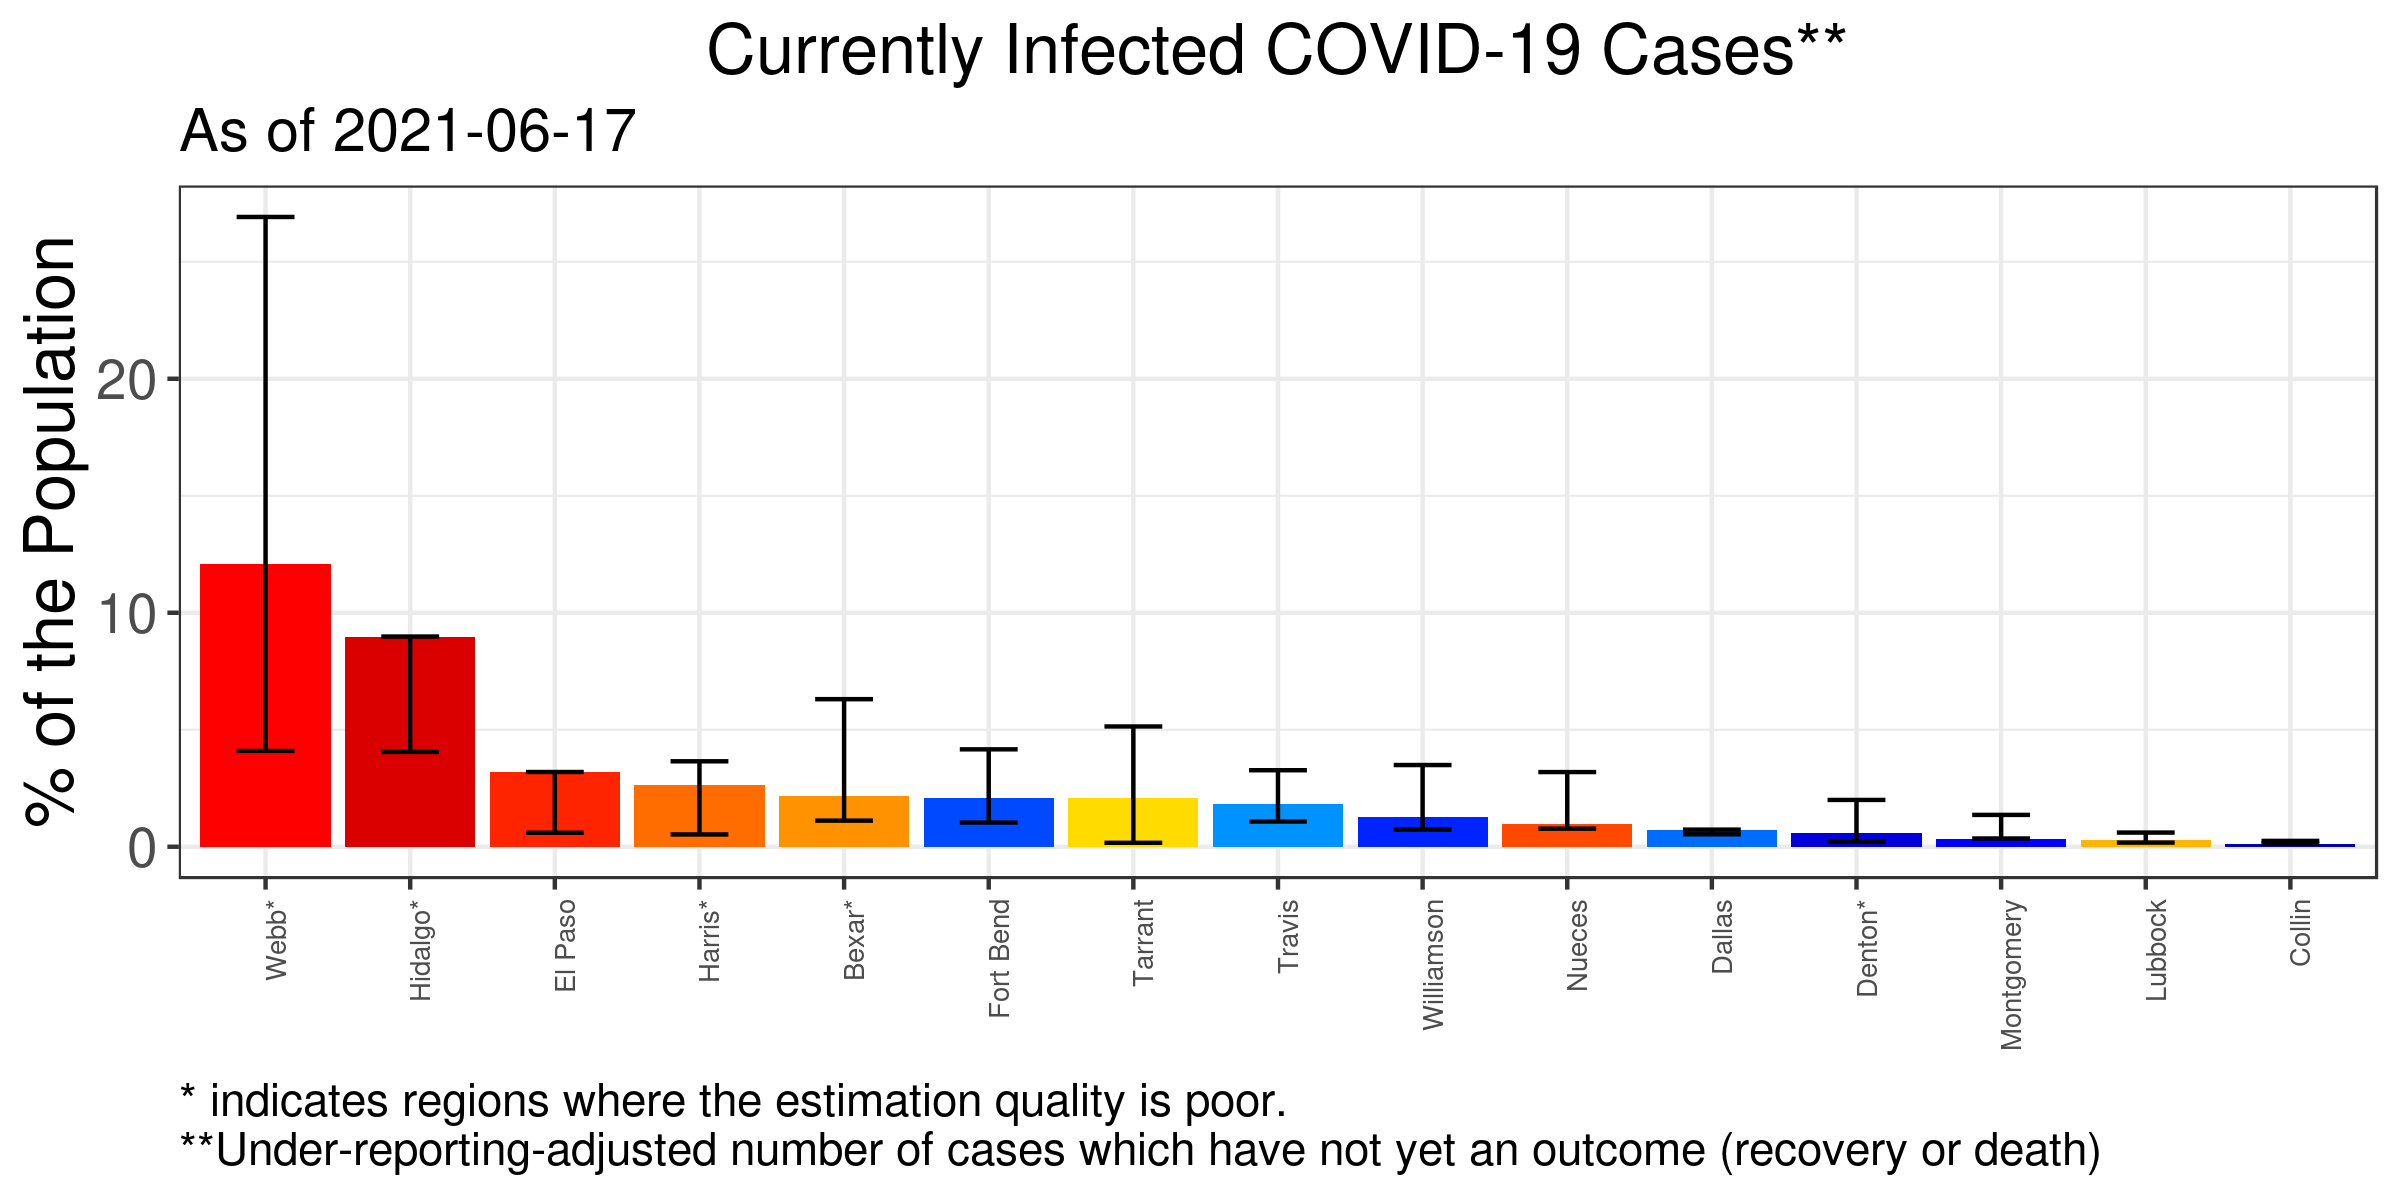 Currently Infected COVID-19 Cases**
As of 2021-06-17
% of the Population
20
10
0
Webb*
Hidalgo*
El Paso
Harris*
Bexar*
Fort Bend
Tarrant
Travis
Williamson
Nueces
Dallas
Denton*
Montgomery
Lubbock
Collin
* indicates regions where the estimation quality is poor.
**Under-reporting-adjusted number of cases which have not yet an outcome (recovery or death)